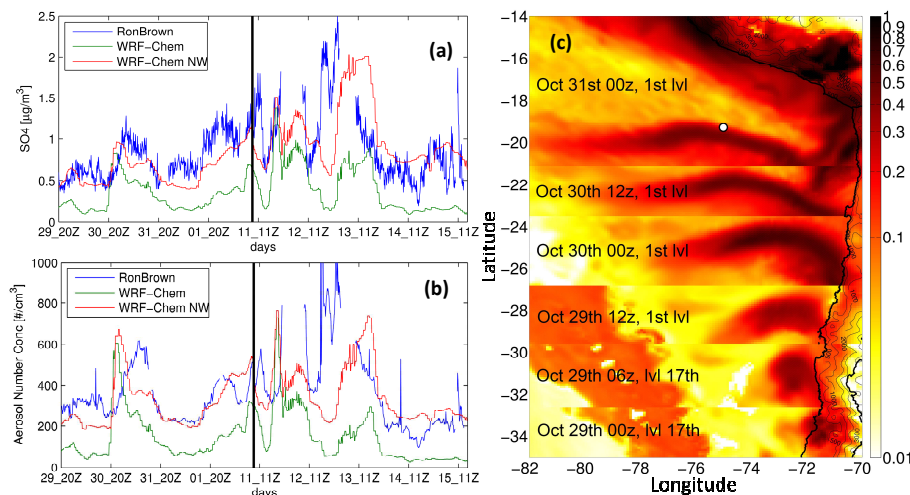 (a)
RonBrown
WRF-Chem
WRF-Chem NW
SO4 [µg/m³]
2.5
2
1.5
1
0.5
0
29_20Z 30_20Z 31_20Z 01_20Z 11_11Z 12_11Z 13_11Z 14_11Z 15_11Z
days
(b)
RonBrown
WRF-Chem
WRF-Chem NW
Aerosol Number Conc [#/cm³]
1000
800
600
400
200
0
29_20Z 30_20Z 31_20Z 01_20Z 11_11Z 12_11Z 13_11Z 14_11Z 15_11Z
days
(c)
Latitude
−14
−16
−18
−20
−22
−24
−26
−28
−30
−32
−34
Oct 31st 00z, 1st lvl
Oct 30th 12z, 1st lvl
Oct 30th 00z, 1st lvl
Oct 29th 12z, 1st lvl
Oct 29th 06z, lvl 17th
Oct 29th 00z, lvl 17th
−82 −80 −78 −76 −74 −72 −70
Longitude
1
0.9
0.8
0.7
0.6
0.5
0.4
0.3
0.2
0.1
0.01